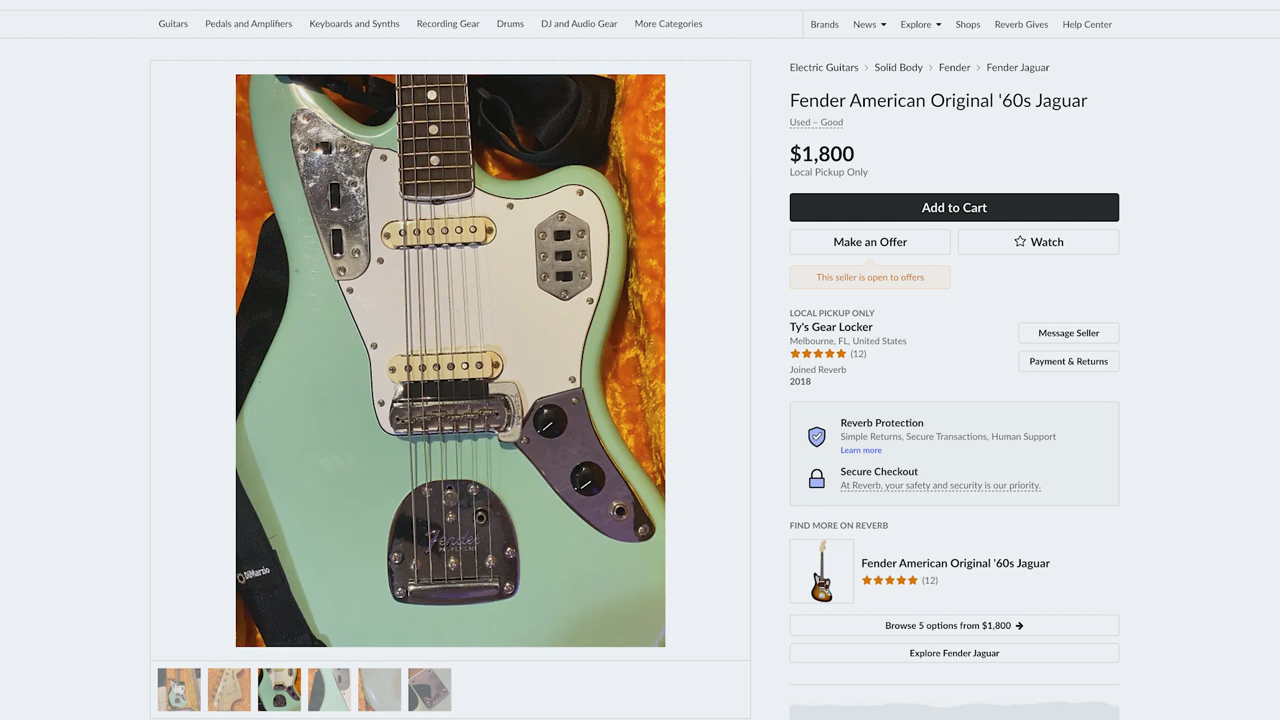 Guitars Pedals and Amplifiers Keyboards and Synths Recording Gear Drums DJ and Audio Gear More Categories Brands News Explore Shops Reverb Gives Help Center
Electric Guitars > Solid Body > Fender > Fender Jaguar
Fender American Original '60s Jaguar
Used – Good
$1,800
Local Pickup Only
Add to Cart
Make an Offer
Watch
This seller is open to offers
LOCAL PICKUP ONLY
Ty's Gear Locker
Melbourne, FL, United States
(12)
Joined Reverb
2018
Message Seller
Payment & Returns
Reverb Protection
Simple Returns, Secure Transactions, Human Support
Learn more
Secure Checkout
At Reverb, your safety and security is our priority.
FIND MORE ON REVERB
Fender American Original '60s Jaguar
(12)
Browse 5 options from $1,800 →
Explore Fender Jaguar
Fender
DiMarzio